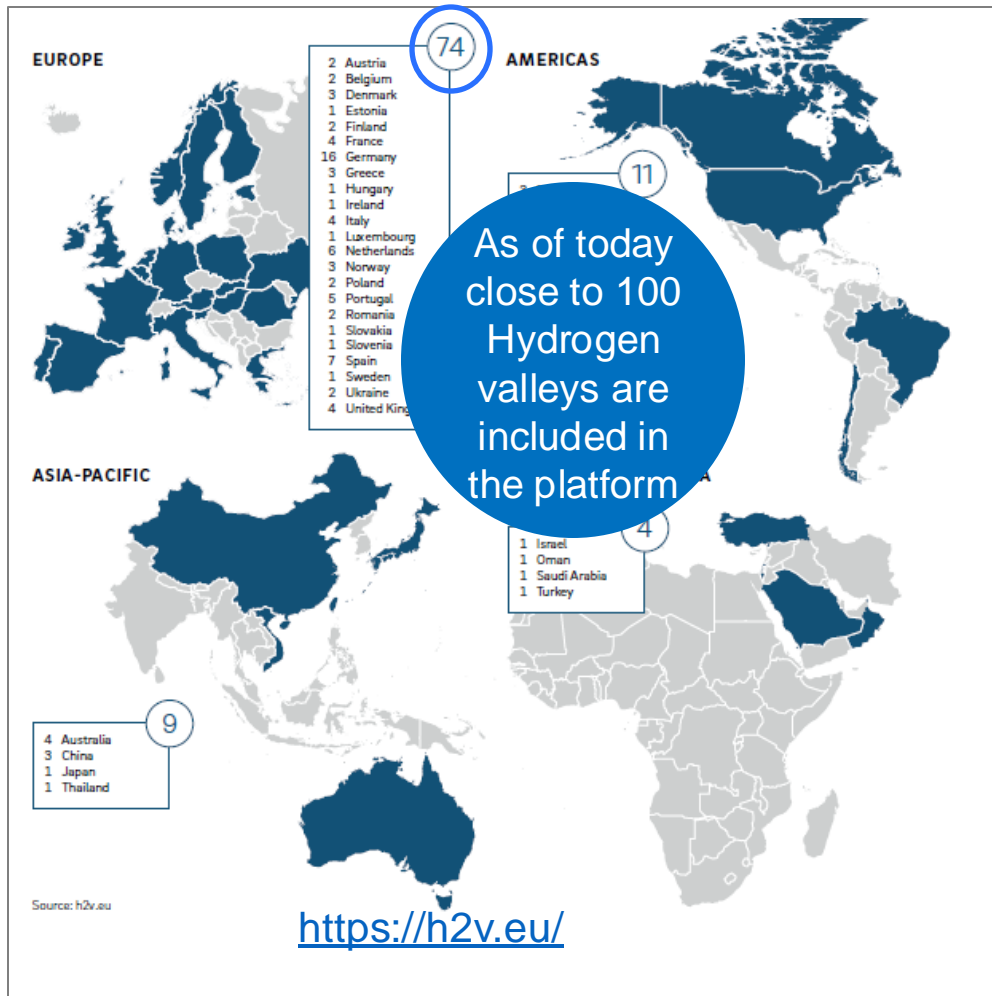 EUROPE
74
2 Austria
2 Belgium
3 Denmark
1 Estonia
2 Finland
4 France
16 Germany
3 Greece
1 Hungary
1 Ireland
4 Italy
1 Luxembourg
6 Netherlands
3 Norway
2 Poland
5 Portugal
2 Romania
1 Slovakia
1 Slovenia
7 Spain
1 Sweden
2 Ukraine
4 United King
AMERICAS
11
As of today
close to 100
Hydrogen
valleys are
included in
the platform
ASIA-PACIFIC
9
4 Australia
3 China
1 Japan
1 Thailand
4
1 Israel
1 Oman
1 Saudi Arabia
1 Turkey
Source: h2v.eu
https://h2v.eu/